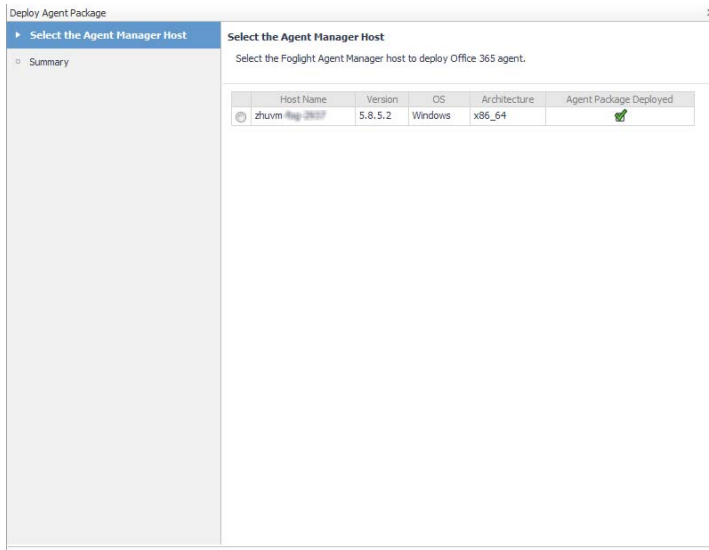 Deploy Agent Package
Select the Agent Manager Host
Summary
Select the Agent Manager Host
Select the Foglight Agent Manager host to deploy Office 365 agent.
Host Name Version OS Architecture Agent Package Deployed
zhuvm 5.8.5.2 Windows x86_64